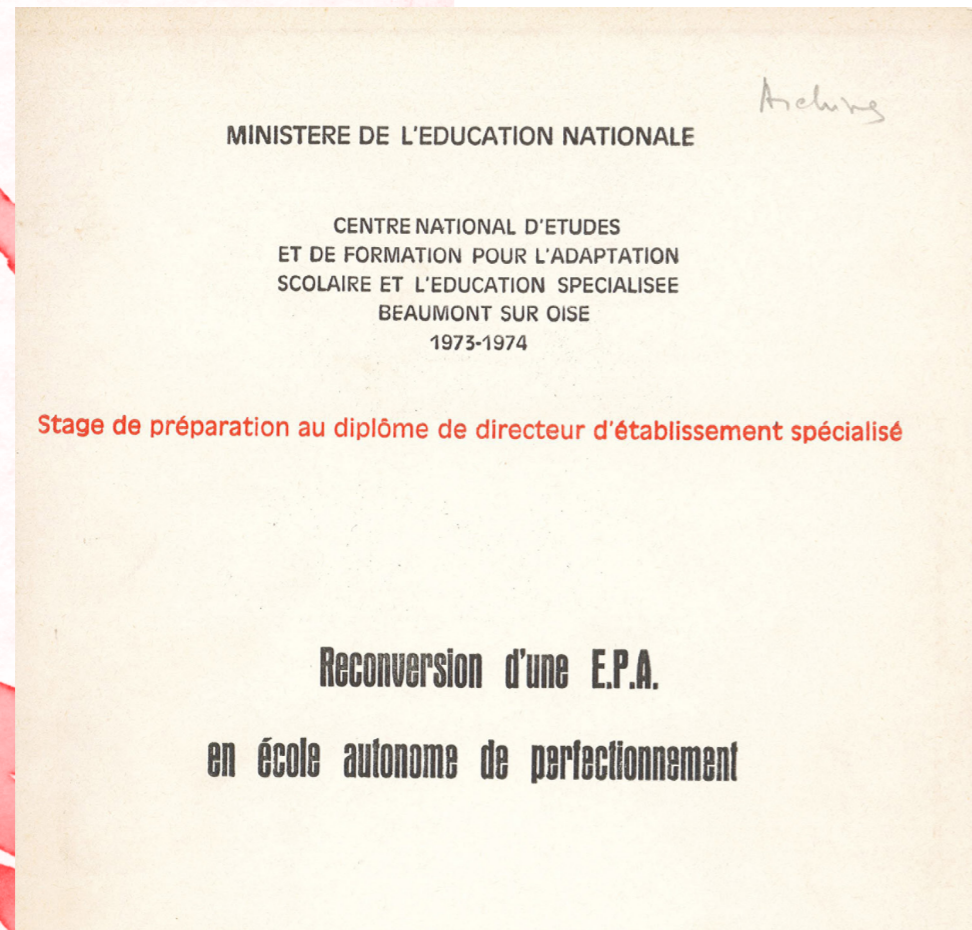 Archives
MINISTERE DE L'EDUCATION NATIONALE
CENTRE NATIONAL D'ETUDES
ET DE FORMATION POUR L'ADAPTATION
SCOLAIRE ET L'EDUCATION SPECIALISEE
BEAUMONT SUR OISE
1973-1974
Stage de préparation au diplôme de directeur d'établissement spécialisé
Reconversion d'une E.P.A.
en école autonome de perfectionnement